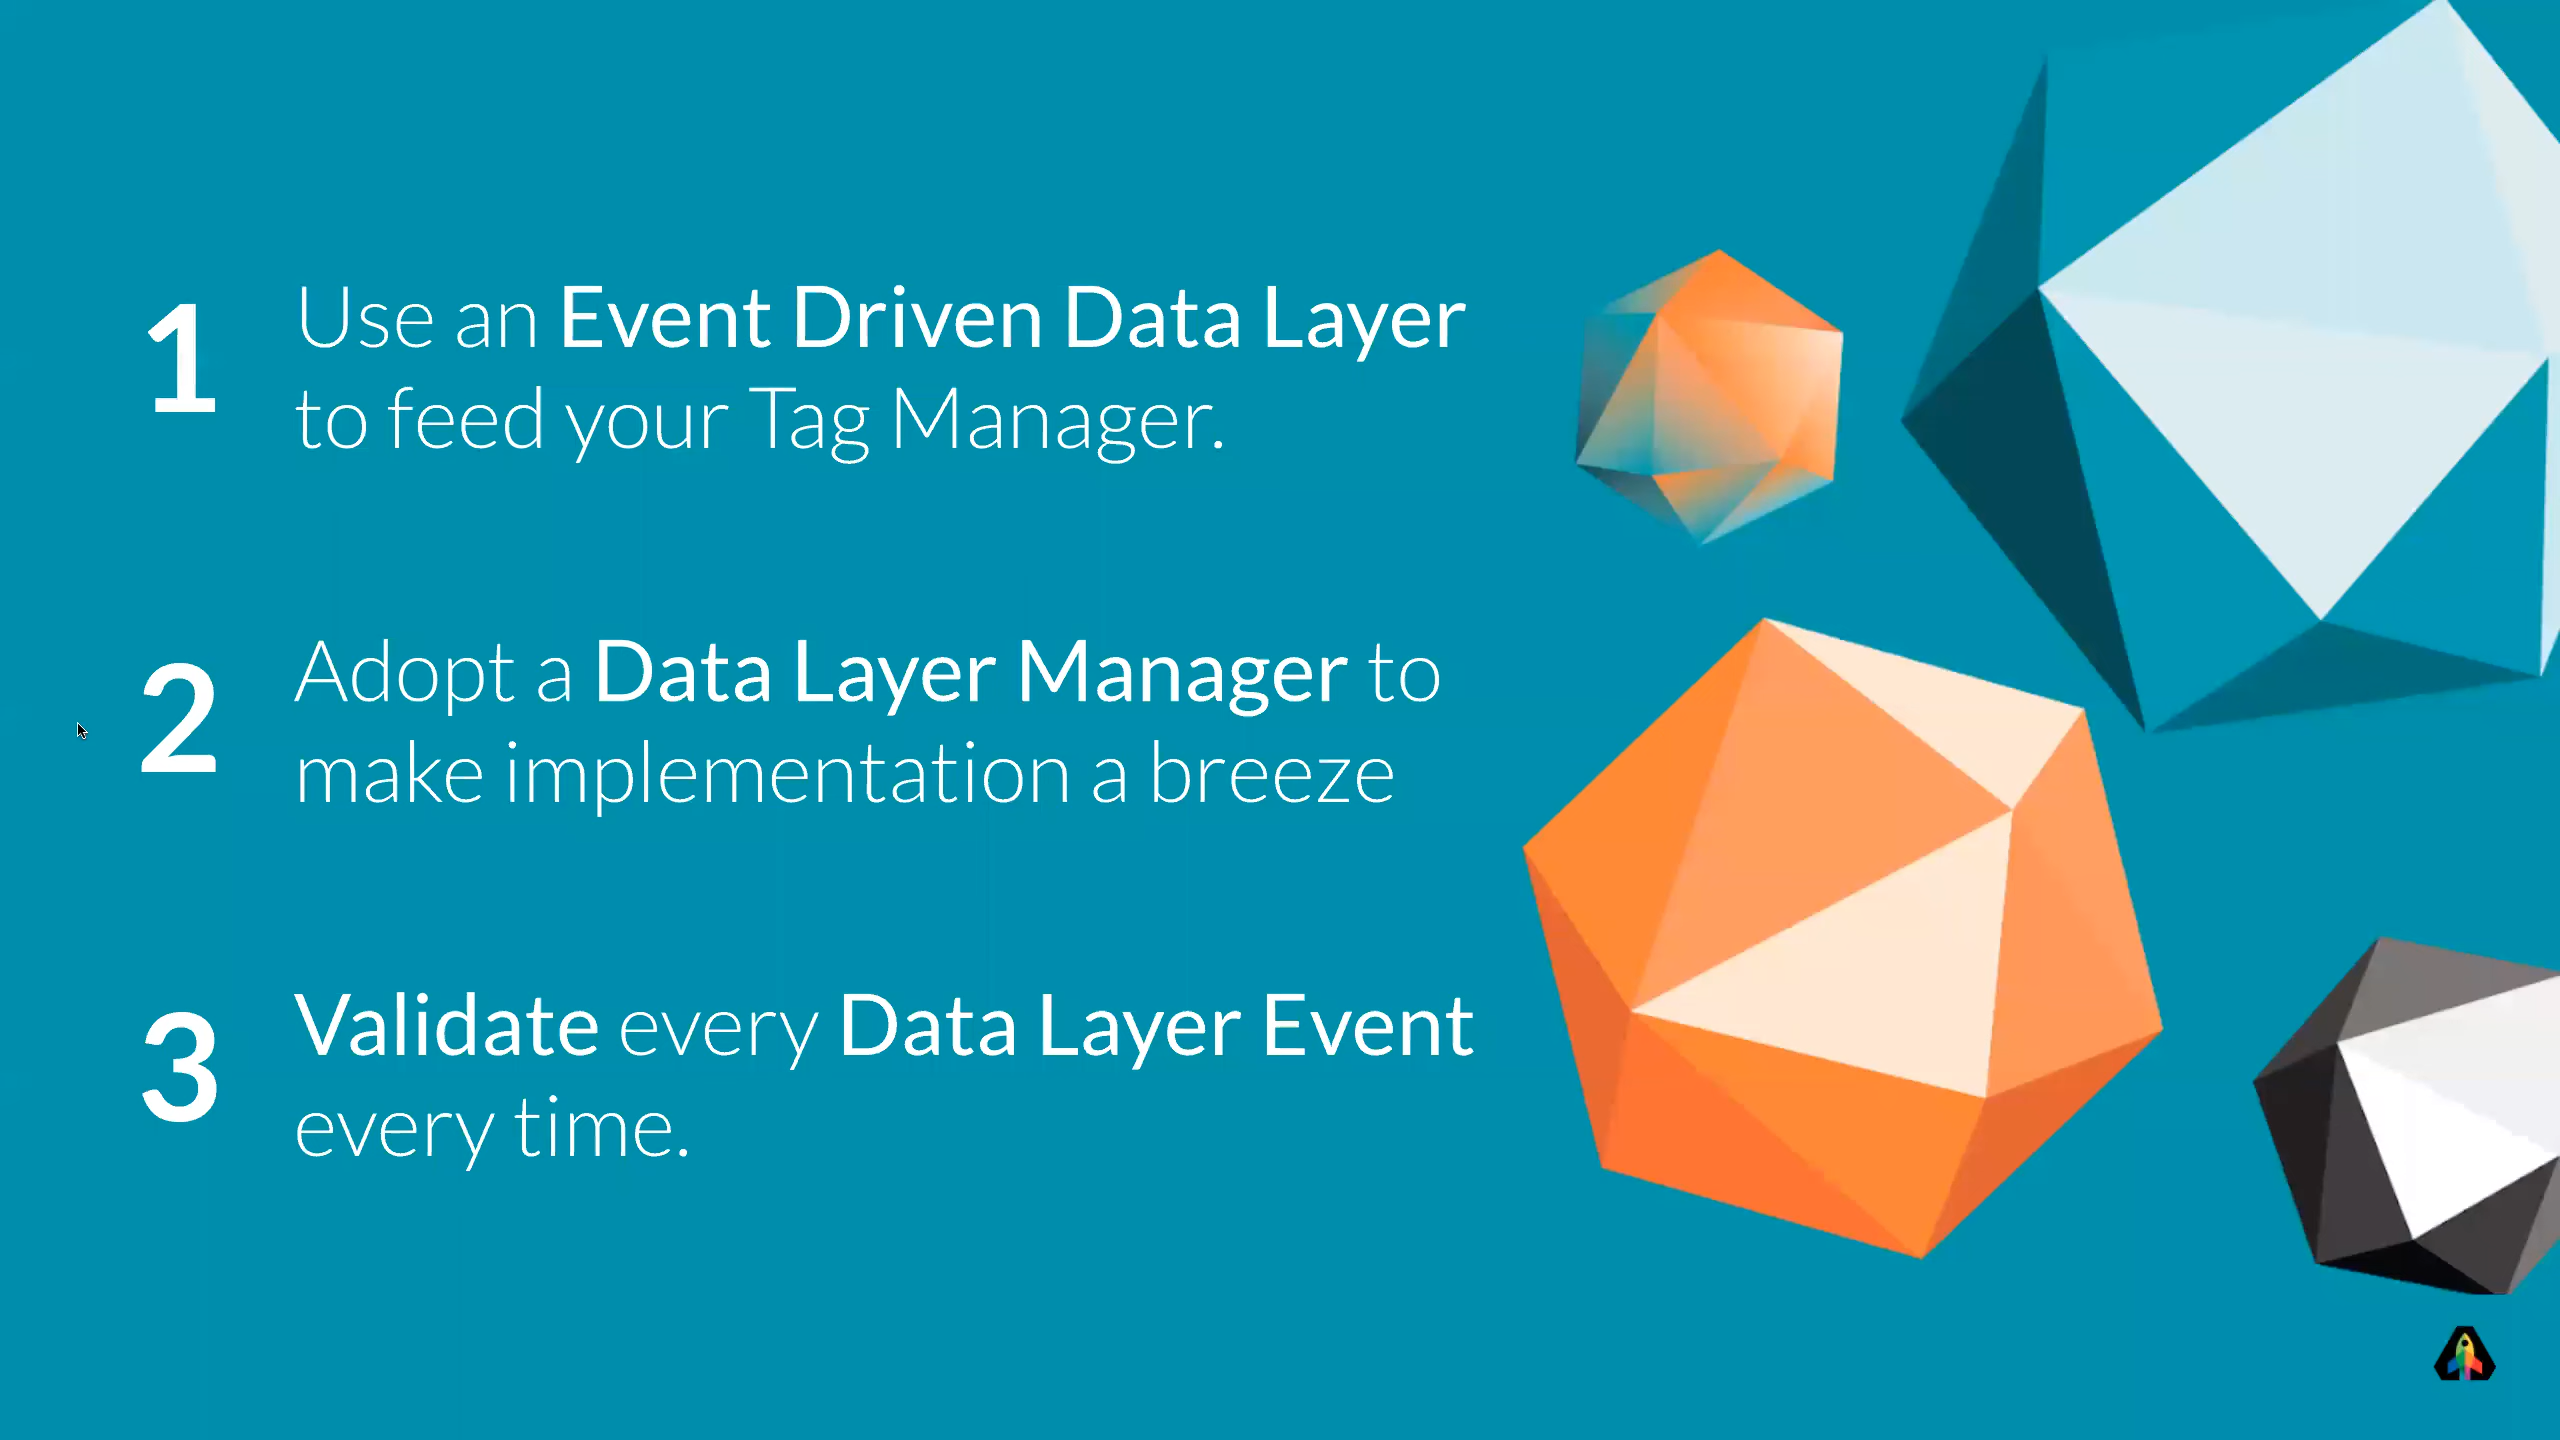 1
Use an Event Driven Data Layer
to feed your Tag Manager.
2
Adopt a Data Layer Manager to
make implementation a breeze
3
Validate every Data Layer Event
every time.